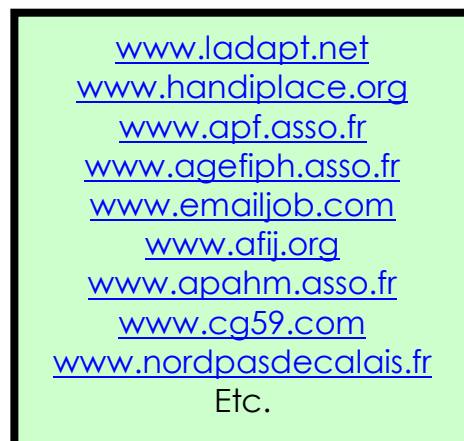 www.ladapt.net
www.handiplace.org
www.apf.asso.fr
www.agefiph.asso.fr
www.emailjob.com
www.afij.org
www.apahm.asso.fr
www.cg59.com
www.nordpasdecalais.fr
Etc.